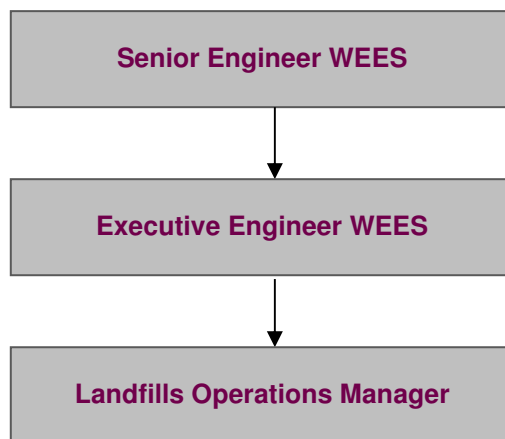 Senior Engineer WEES
Executive Engineer WEES
Landfills Operations Manager